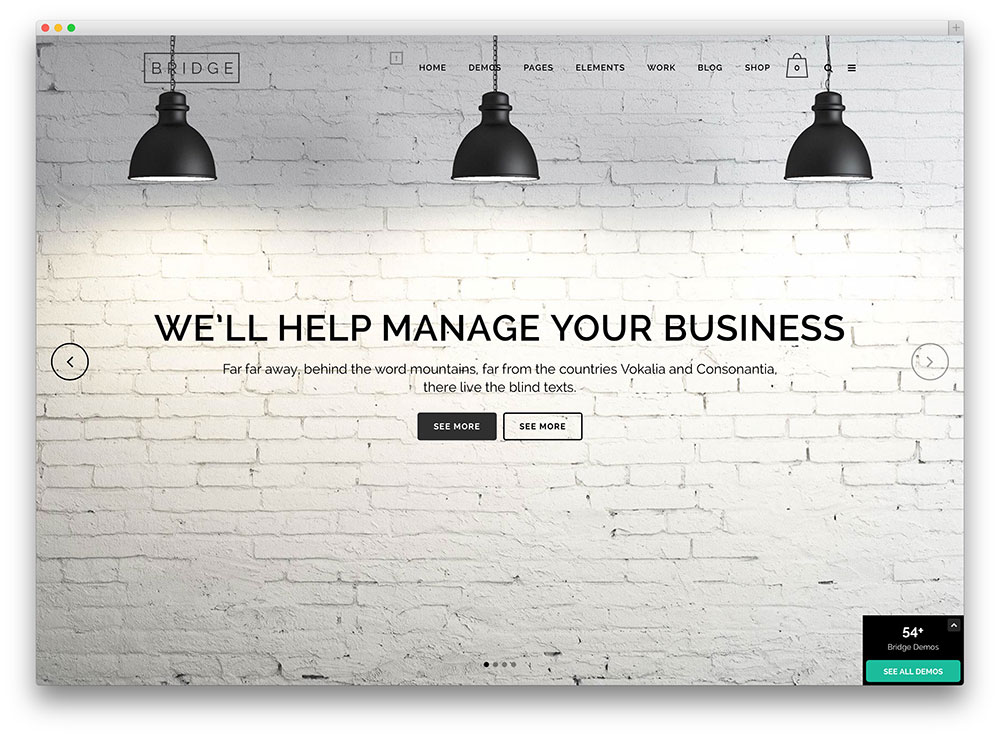 BRIDGE
HOME DEMOS PAGES ELEMENTS WORK BLOG SHOP 0
WE'LL HELP MANAGE YOUR BUSINESS
Far far away, behind the word mountains, far from the countries Vokalia and Consonantia,
there live the blind texts.
SEE MORE SEE MORE
54+
Bridge Demos
SEE ALL DEMOS